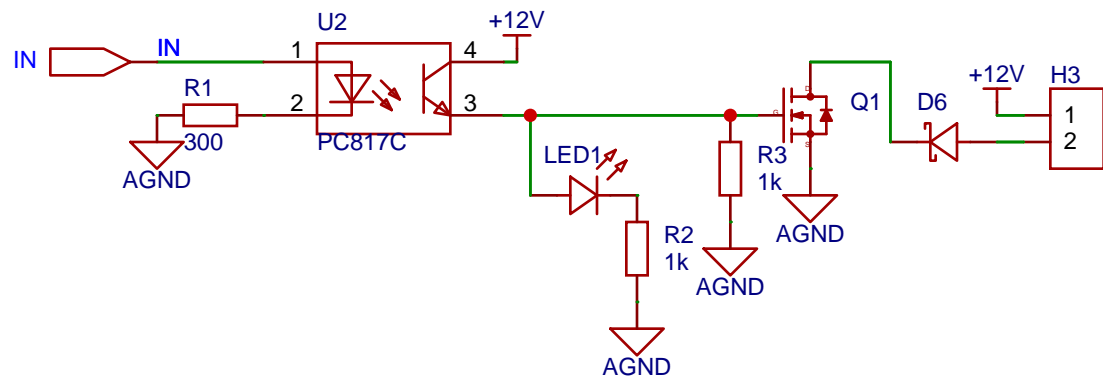 U2
+12V
IN
IN
1
4
R1
2
3
300
PC817C
AGND
LED1
R2
1k
AGND
R3
1k
AGND
D
G
S
Q1
AGND
D6
+12V
H3
1
2